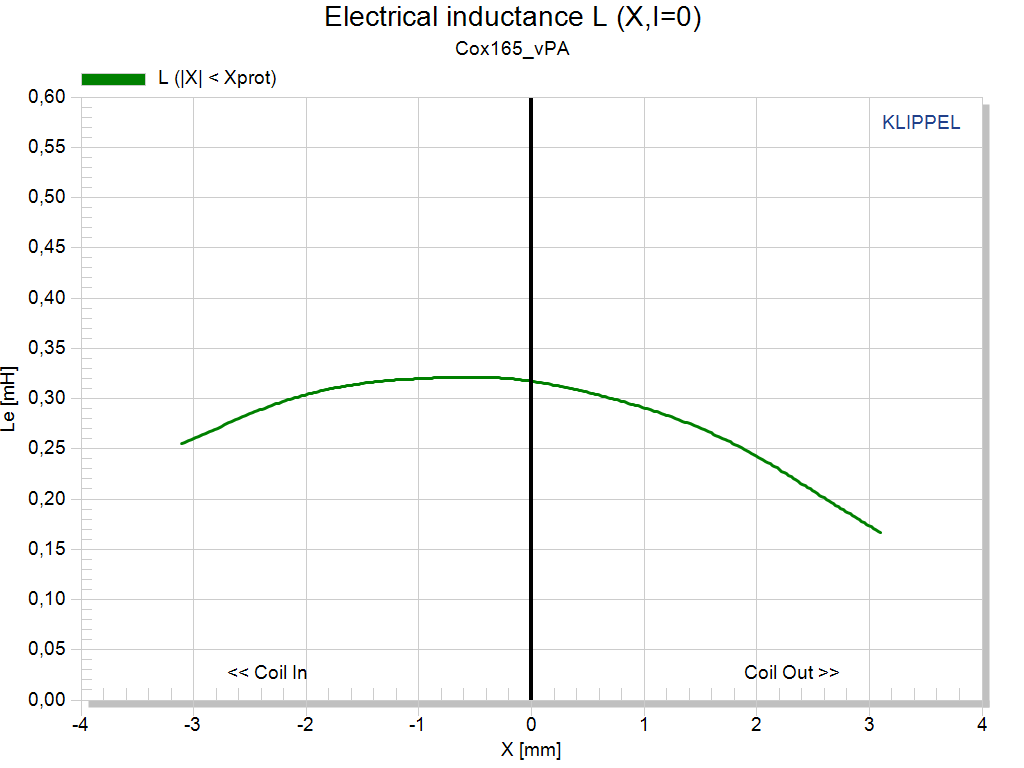 Electrical inductance L (X,I=0)
Cox165_vPA
L (|X| < Xprot)
KLIPPEL
0,60
0,55
0,50
0,45
0,40
0,35
0,30
0,25
0,20
0,15
0,10
0,05
0,00
Le [mH]
<< Coil In
Coil Out >>
-4 -3 -2 -1 0 1 2 3 4
X [mm]